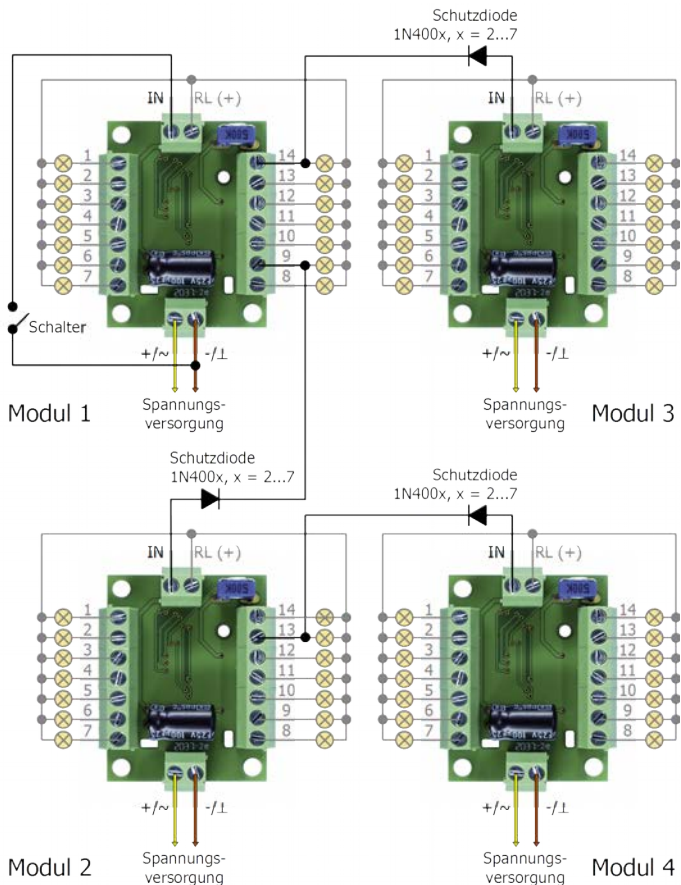 Schutzdiode
1N400x, x = 2...7
IN RL (+)
1
2
3
4
5
6
7
14
13
12
11
10
9
8
Schalter
+/~ -/⊥
Spannungs-
versorgung
Modul 1
IN RL (+)
1
2
3
4
5
6
7
14
13
12
11
10
9
8
+/~ -/⊥
Spannungs-
versorgung
Modul 3
Schutzdiode
1N400x, x = 2...7
IN RL (+)
1
2
3
4
5
6
7
14
13
12
11
10
9
8
+/~ -/⊥
Spannungs-
versorgung
Modul 2
Schutzdiode
1N400x, x = 2...7
IN RL (+)
1
2
3
4
5
6
7
14
13
12
11
10
9
8
+/~ -/⊥
Spannungs-
versorgung
Modul 4